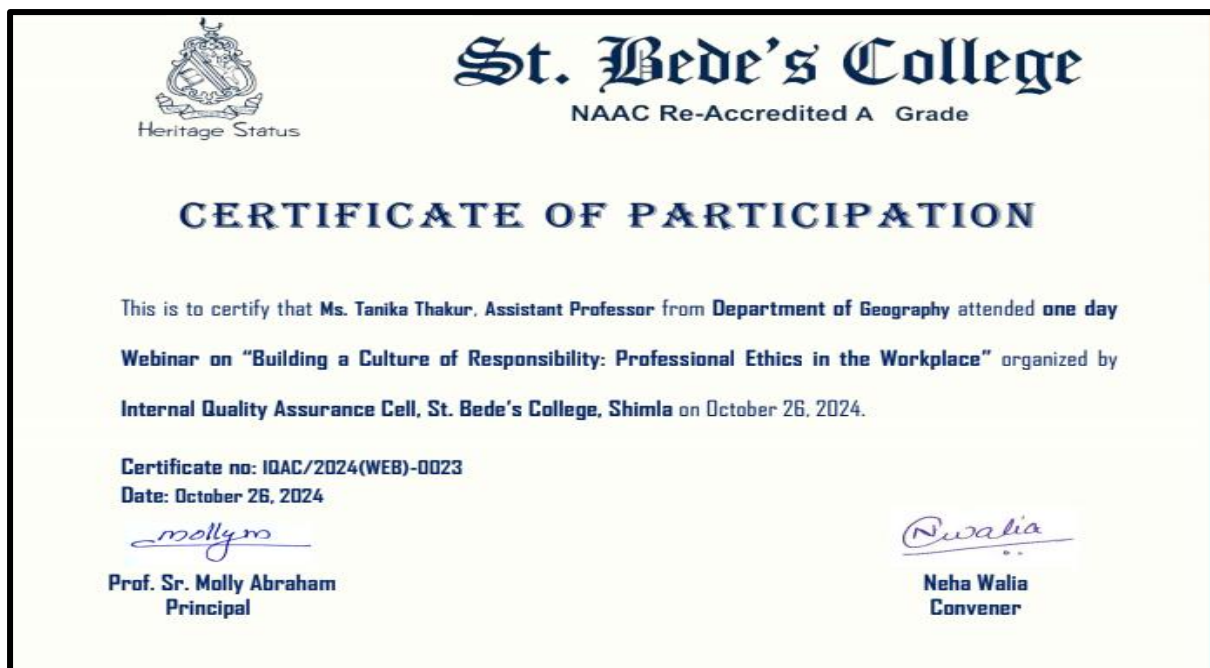 St. Bede's College
NAAC Re-Accredited A Grade
Heritage Status
CERTIFICATE OF PARTICIPATION
This is to certify that Ms. Tanika Thakur, Assistant Professor from Department of Geography attended one day
Webinar on “Building a Culture of Responsibility: Professional Ethics in the Workplace” organized by
Internal Quality Assurance Cell, St. Bede's College, Shimla on October 26, 2024.
Certificate no: IQAC/2024(WEB)-0023
Date: October 26, 2024
mollym
Nwalia
Prof. Sr. Molly Abraham
Neha Walia
Principal
Convener